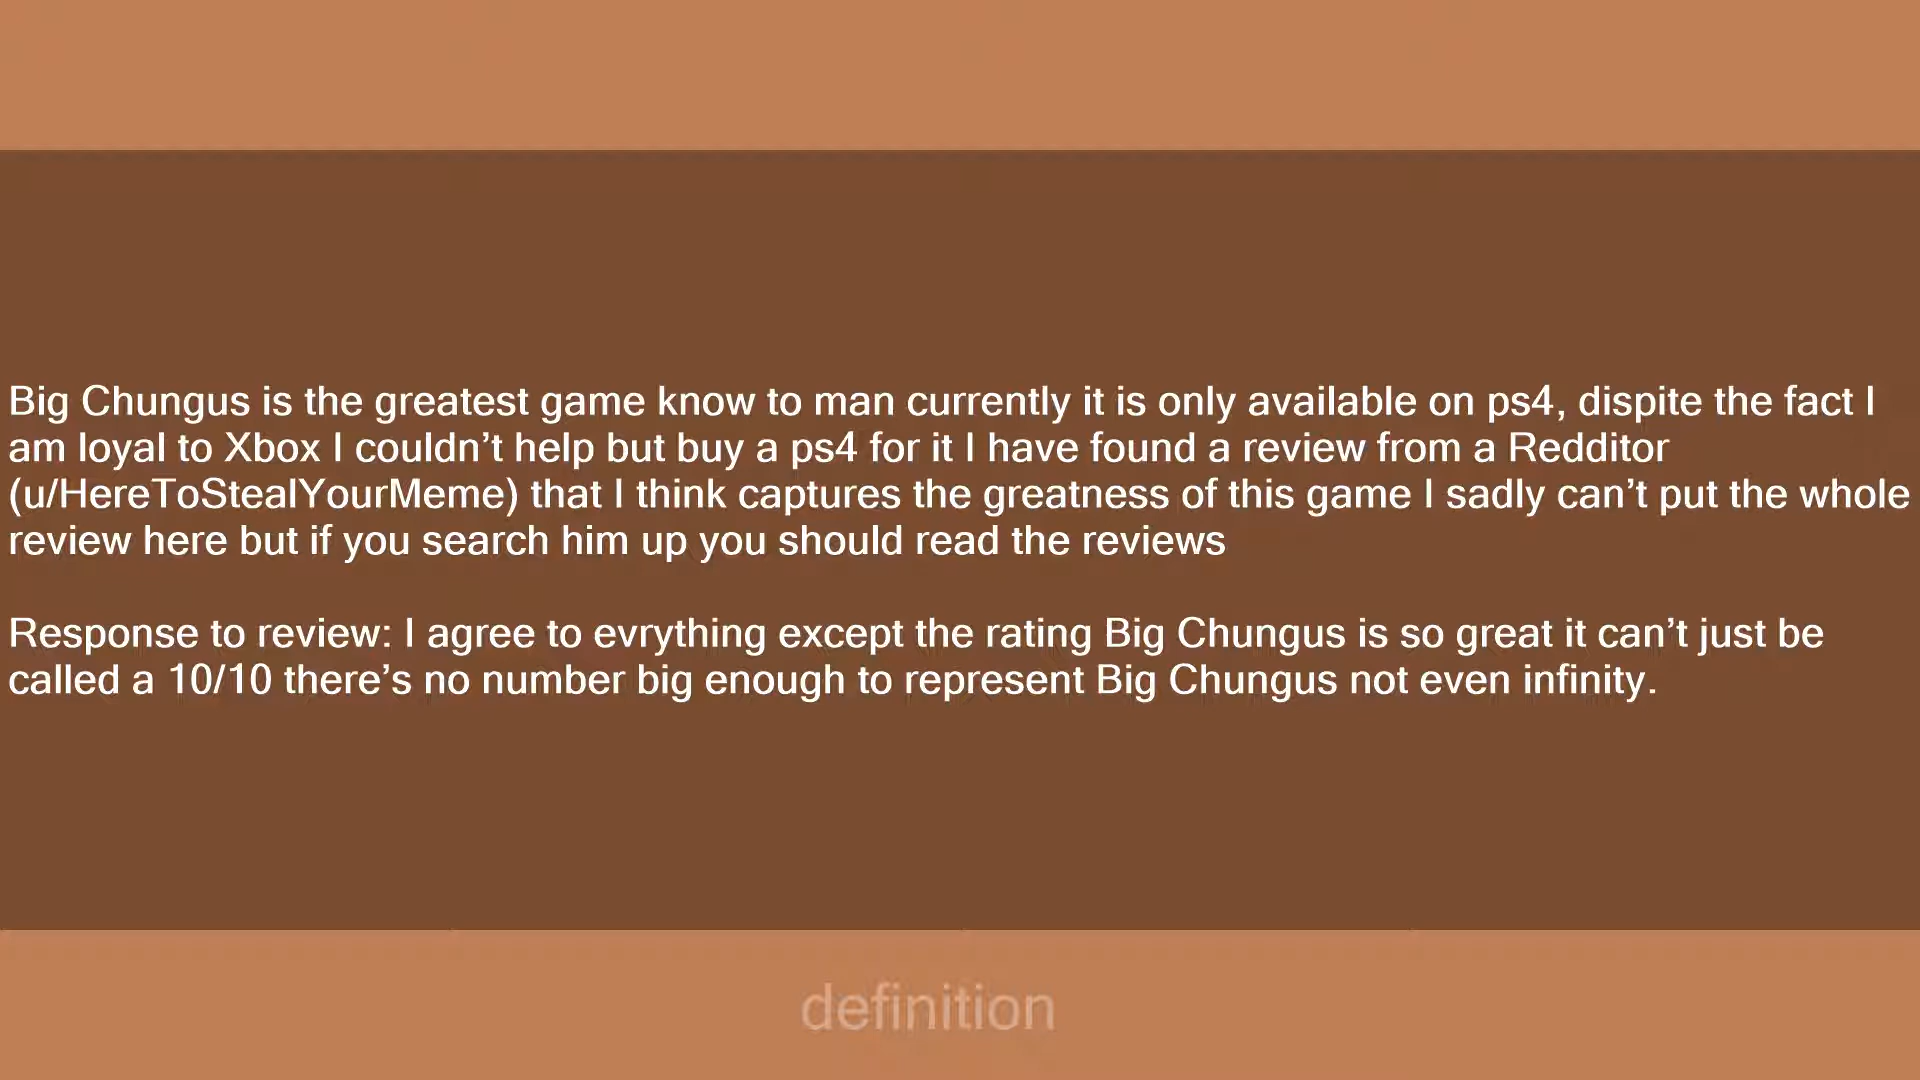 Big Chungus is the greatest game know to man currently it is only available on ps4, dispite the fact I
am loyal to Xbox I couldn’t help but buy a ps4 for it I have found a review from a Redditor
(u/HereToStealYourMeme) that I think captures the greatness of this game I sadly can’t put the whole
review here but if you search him up you should read the reviews
Response to review: I agree to evrything except the rating Big Chungus is so great it can’t just be
called a 10/10 there’s no number big enough to represent Big Chungus not even infinity.
definition